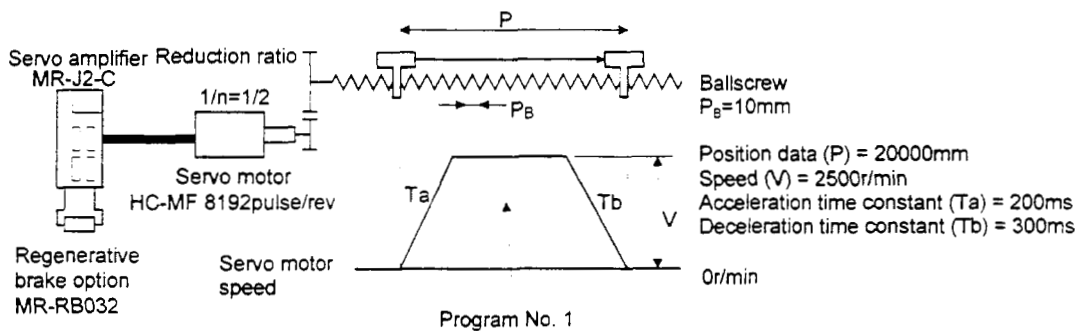 P
Servo amplifier
MR-J2-C
Reduction ratio
1/n=1/2
PB
Ballscrew
PB=10mm
Servo motor
HC-MF 8192pulse/rev
Ta
Tb
V
Position data (P) = 20000mm
Speed (V) = 2500r/min
Acceleration time constant (Ta) = 200ms
Deceleration time constant (Tb) = 300ms
Regenerative
brake option
MR-RB032
Servo motor
speed
0r/min
Program No. 1